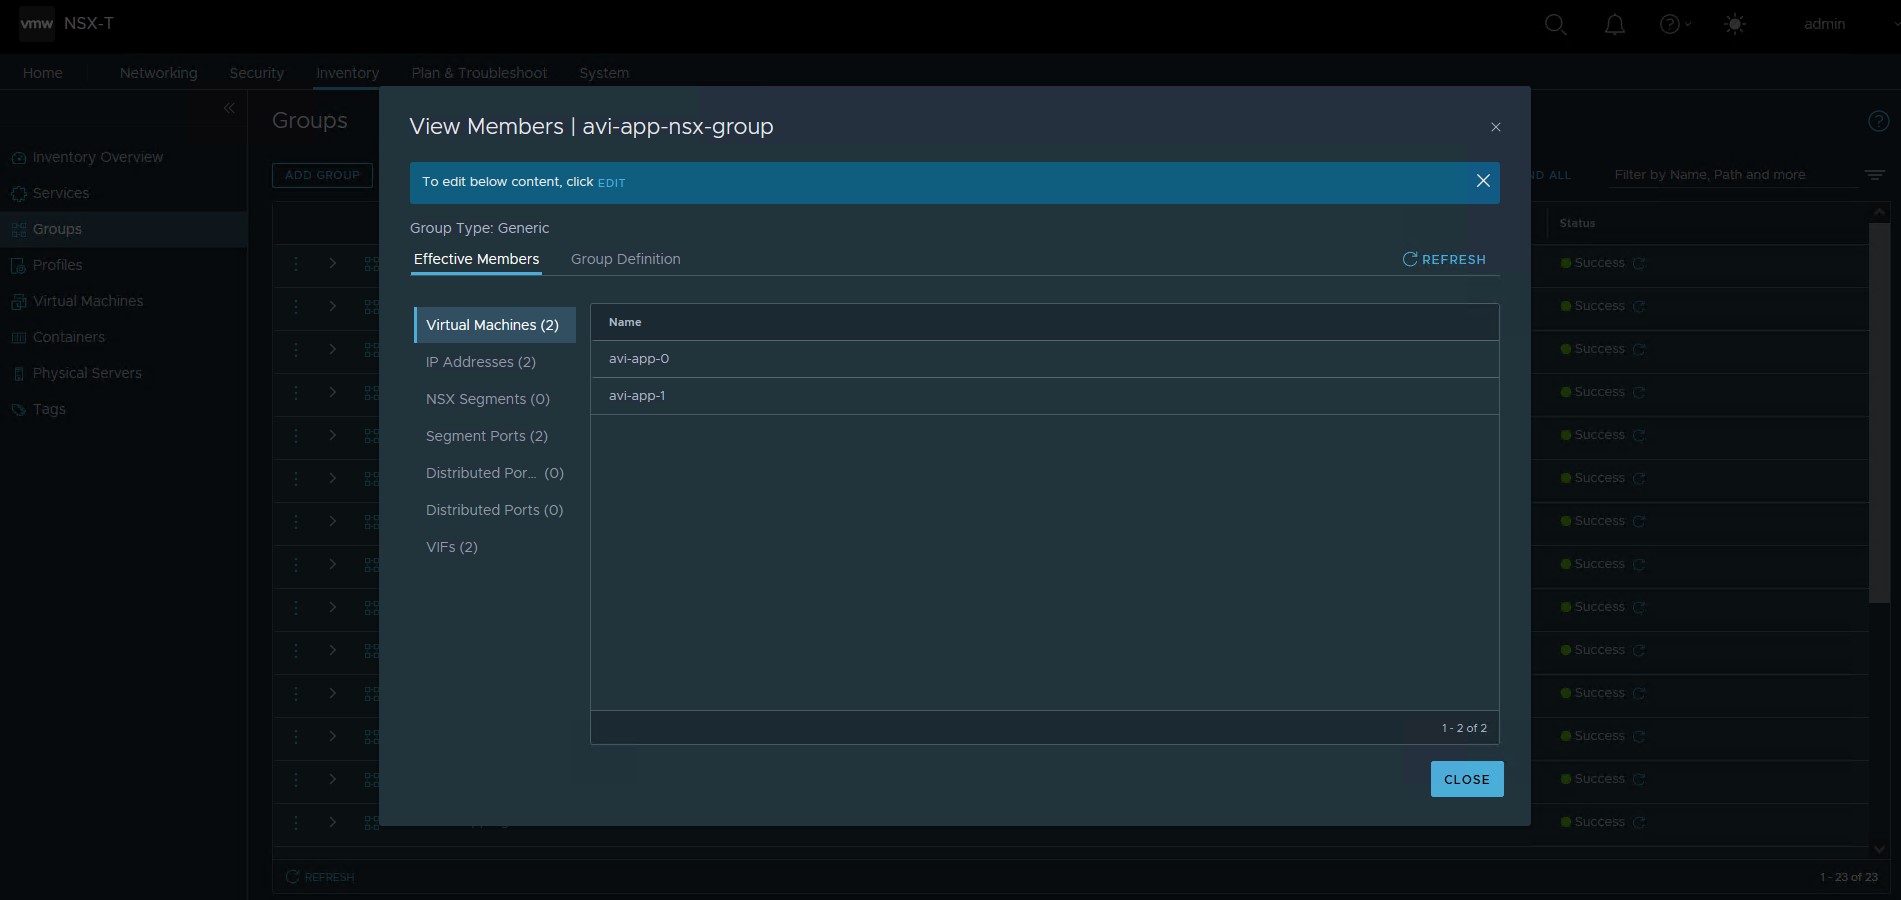 vmw NSX-T
admin
Home Networking Security Inventory Plan & Troubleshoot System
Groups
View Members | avi-app-nsx-group
Inventory Overview
Services
Groups
Profiles
Virtual Machines
Containers
Physical Servers
Tags
ADD GROUP
To edit below content, click EDIT
ND ALL
Filter by Name, Path and more
Group Type: Generic
Effective Members Group Definition REFRESH
Virtual Machines (2)
IP Addresses (2)
NSX Segments (0)
Segment Ports (2)
Distributed Por... (0)
Distributed Ports (0)
VIFs (2)
Name
avi-app-0
avi-app-1
1 - 2 of 2
CLOSE
Status
Success
Success
Success
Success
Success
Success
Success
Success
Success
Success
Success
Success
Success
Success
REFRESH
1 - 23 of 23